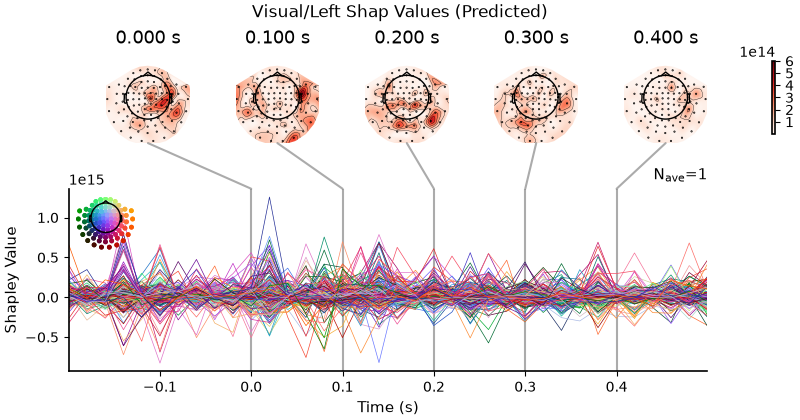 Visual/Left Shap Values (Predicted)
0.000 s 0.100 s 0.200 s 0.300 s 0.400 s
1e14
6
5
4
3
2
1
N_ave=1
1e15
1.0
0.5
0.0
−0.5
Shapley Value
−0.1 0.0 0.1 0.2 0.3 0.4
Time (s)